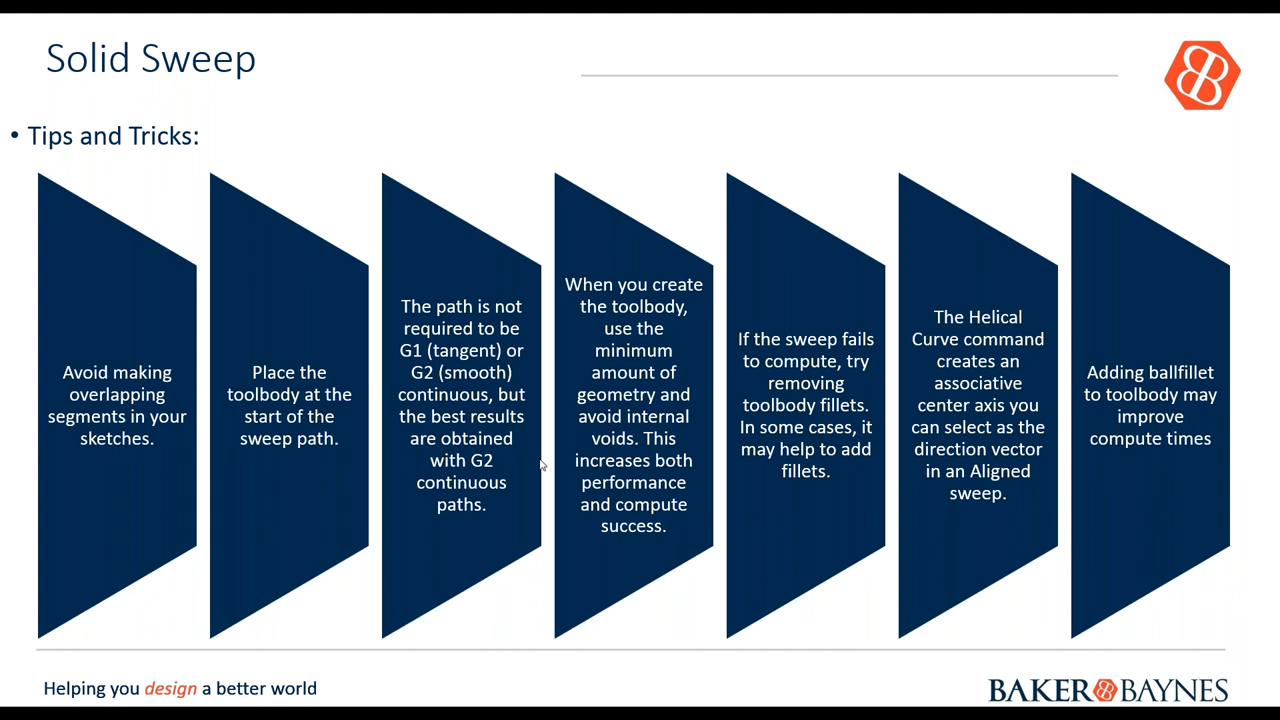 Solid Sweep
• Tips and Tricks:
Avoid making
overlapping
segments in your
sketches.
Place the
toolbody at the
start of the
sweep path.
The path is not
required to be
G1 (tangent) or
G2 (smooth)
continuous, but
the best results
are obtained
with G2
continuous
paths.
When you create
the toolbody,
use the
minimum
amount of
geometry and
avoid internal
voids. This
increases both
performance
and compute
success.
If the sweep fails
to compute, try
removing
toolbody fillets.
In some cases, it
may help to add
fillets.
The Helical
Curve command
creates an
associative
center axis you
can select as the
direction vector
in an Aligned
sweep.
Adding ballfillet
to toolbody may
improve
compute times
Helping you design a better world
BAKER BAYNES